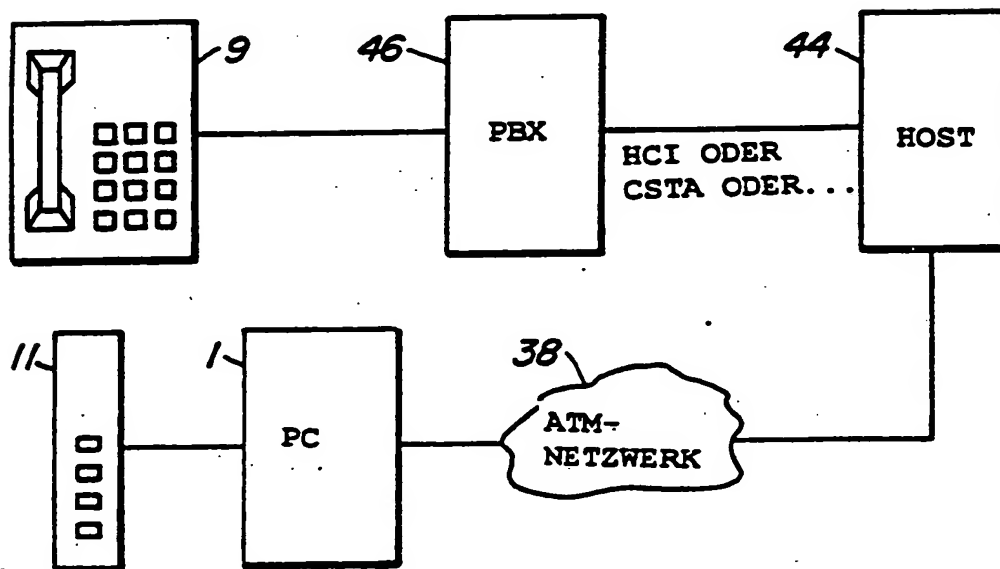 9
46
44
PBX
HCI ODER
CSTA ODER...
HOST
11
1
38
PC
ATM-
NETZWERK